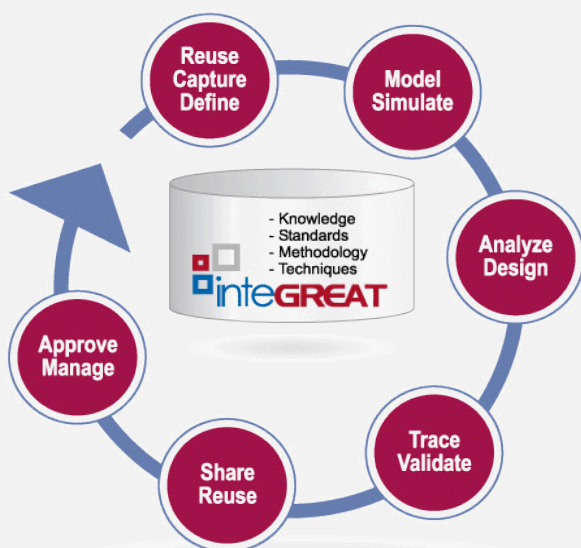 Reuse
Capture
Define
Model
Simulate
Analyze
Design
Trace
Validate
Share
Reuse
Approve
Manage
- Knowledge
- Standards
- Methodology
- Techniques
inteGREAT